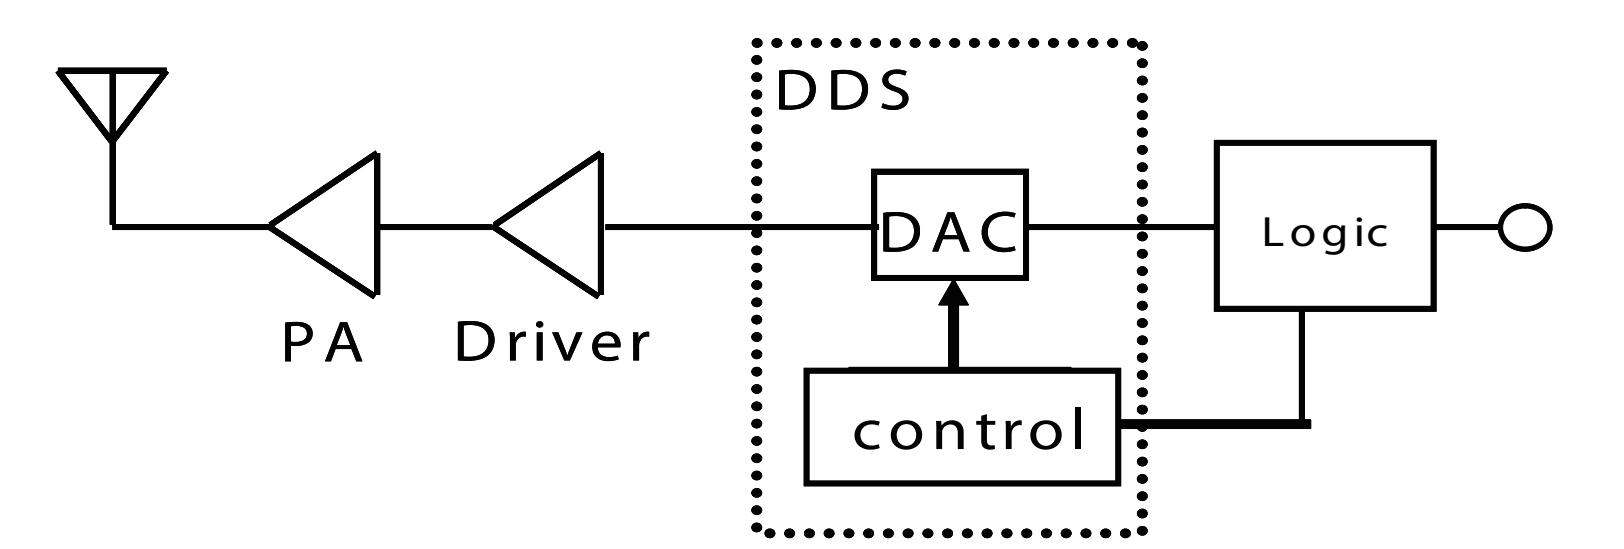 DDS
DAC
Logic
PA
Driver
control